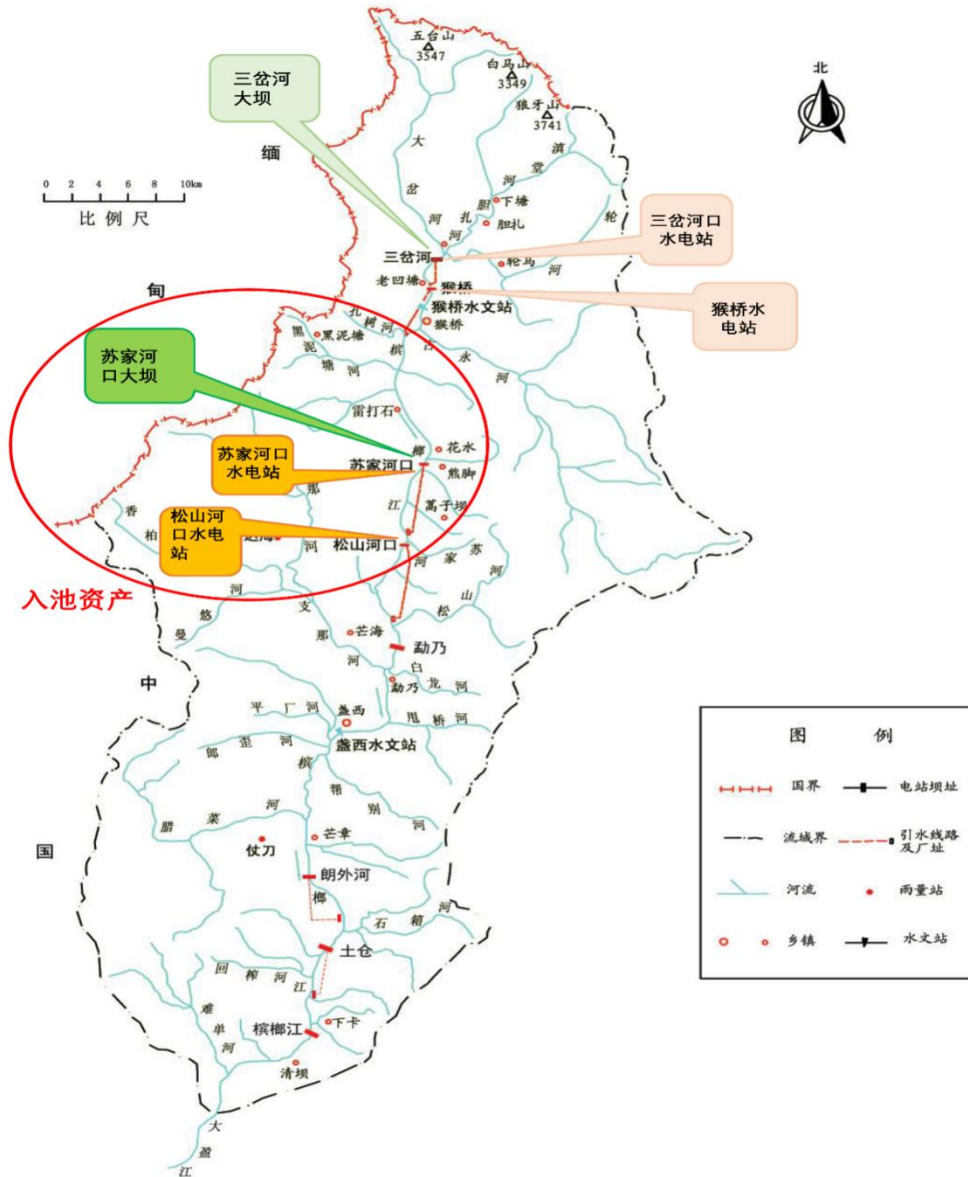 五台山
3547
白马山
3349
狼牙山
3741
北
三岔河
大坝
缅
0 2 4 6 8 10km
比例尺
大
岔
河
滇
堂
河
轮
马
河
胆
扎
河
下塘
胆扎
轮马
三岔河
三岔河口
水电站
老凹塘
猴桥
猴桥水文站
猴桥
猴桥水
电站
甸
扎
树
河
黑
泥
塘
河
黑泥塘
槟
古
永
河
苏家河
口大坝
雷打石
榔
花水
苏家河口
水电站
苏家河口
熊脚
那
江
蒿子坝
香
柏
河
松山河
口水电
站
松山河口
苏
家
河
入池资产
松
山
河
支
那
河
曼
悠
河
芒海
勐乃
中
白
龙
河
勐乃
平
厂
河
盏西
甩
桥
河
盏西水文站
邬
歪
河
槟
帮
别
河
腊
菜
河
芒章
国
仗刀
朗外河
榔
石
箱
河
土仓
回
榨
河
江
难
单
河
槟榔江
下卡
清坝
大
盈
江
图 例
国界
电站坝址
流域界
引水线路
及厂址
河流
雨量站
乡镇
水文站